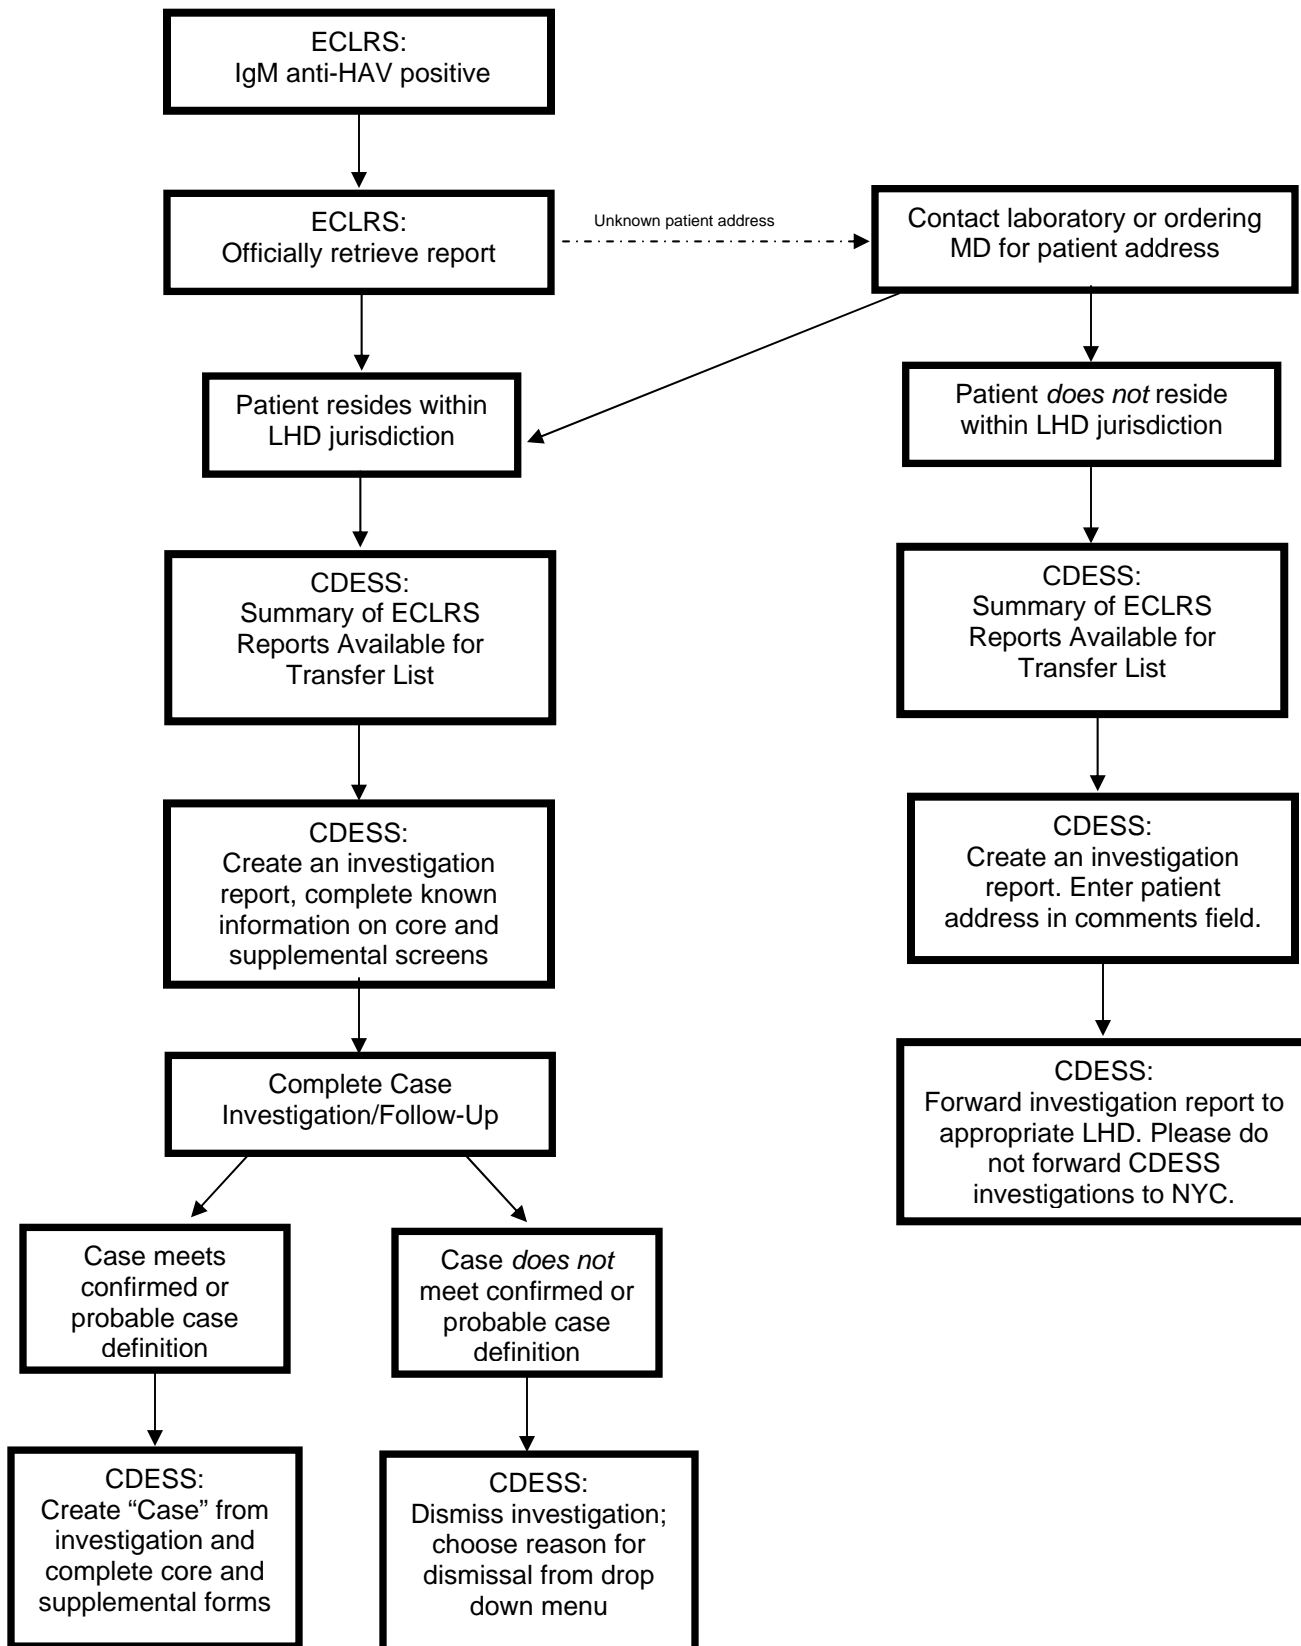 ECLRS:
IgM anti-HAV positive
ECLRS:
Officially retrieve report
Unknown patient address
Contact laboratory or ordering
MD for patient address
Patient resides within
LHD jurisdiction
Patient does not reside
within LHD jurisdiction
CDESS:
Summary of ECLRS
Reports Available for
Transfer List
CDESS:
Summary of ECLRS
Reports Available for
Transfer List
CDESS:
Create an investigation
report, complete known
information on core and
supplemental screens
CDESS:
Create an investigation
report. Enter patient
address in comments field.
Complete Case
Investigation/Follow-Up
CDESS:
Forward investigation report to
appropriate LHD. Please do
not forward CDESS
investigations to NYC.
Case meets
confirmed or
probable case
definition
Case does not
meet confirmed or
probable case
definition
CDESS:
Create “Case” from
investigation and
complete core and
supplemental forms
CDESS:
Dismiss investigation;
choose reason for
dismissal from drop
down menu